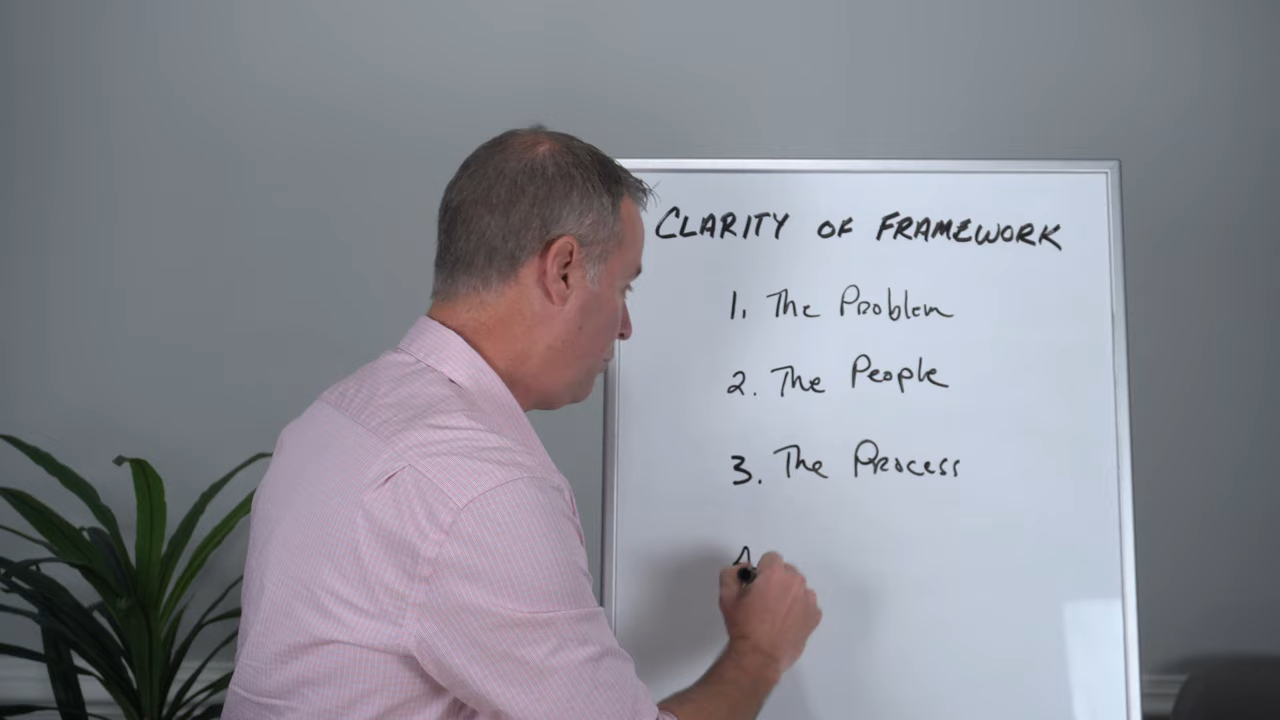 CLARITY OF FRAMEWORK
1. The Problem
2. The People
3. The Process